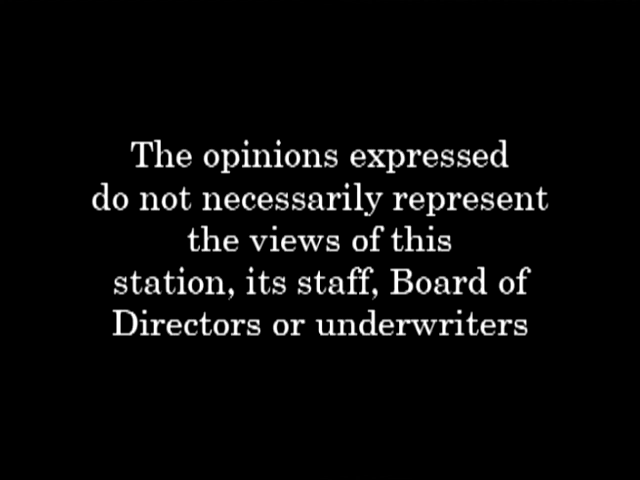 The opinions expressed
do not necessarily represent
the views of this
station, its staff, Board of
Directors or underwriters